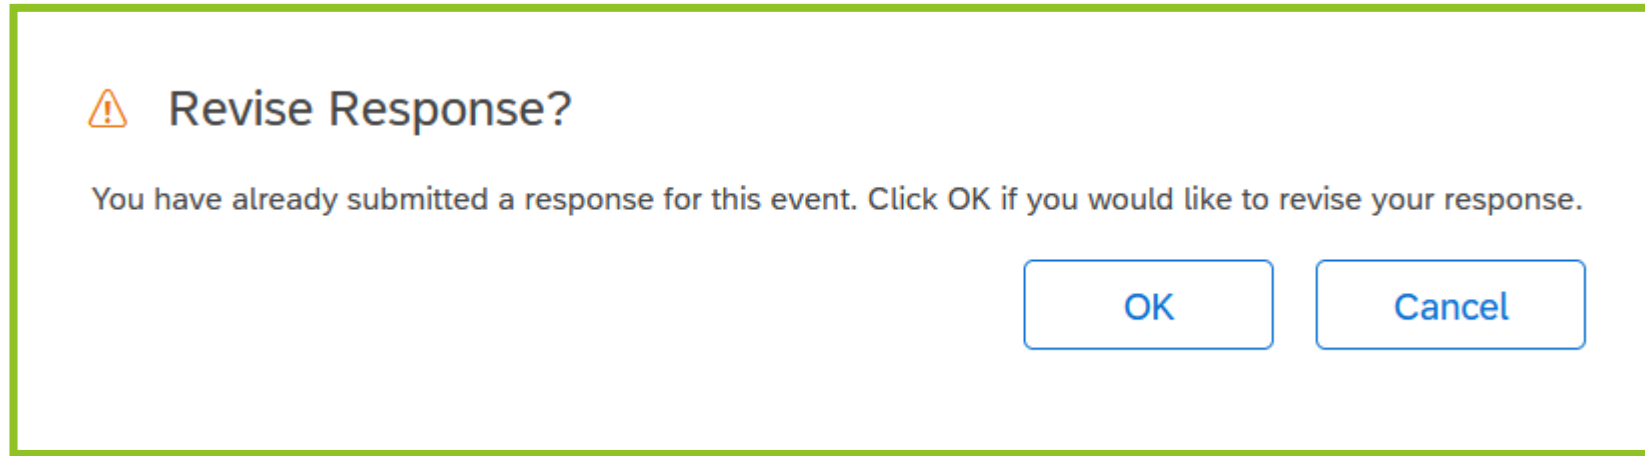 Revise Response?
You have already submitted a response for this event. Click OK if you would like to revise your response.
OK
Cancel